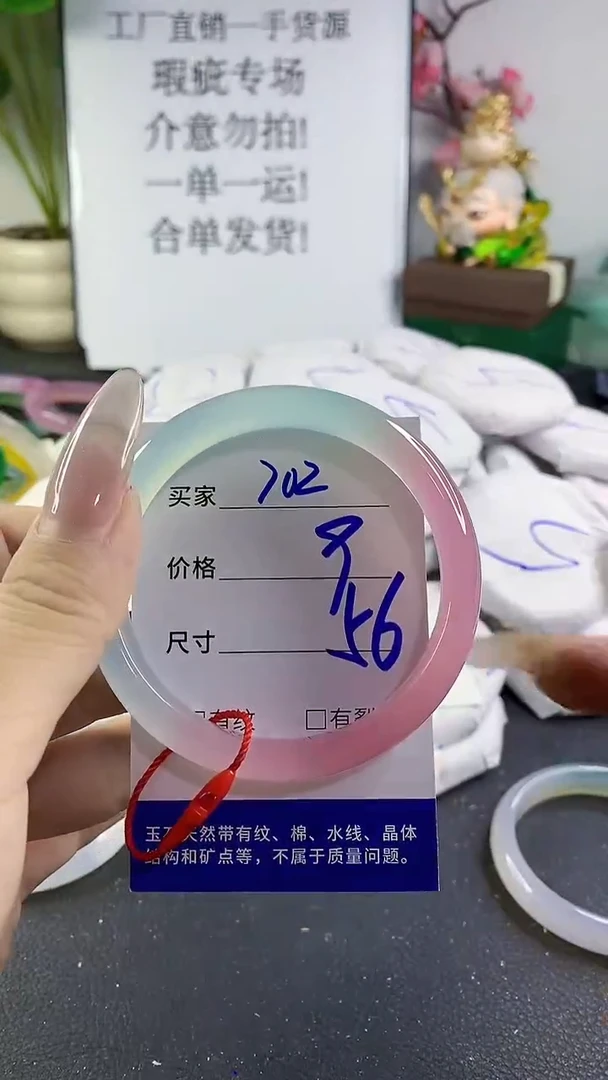 工厂直销一手货源
瑕疵专场
介意勿拍!
一单一运!
合单发货!
买家 702
价格
尺寸 56
□有纹 □有裂
玉石天然带有纹、棉、水线、晶体
结构和矿点等，不属于质量问题。